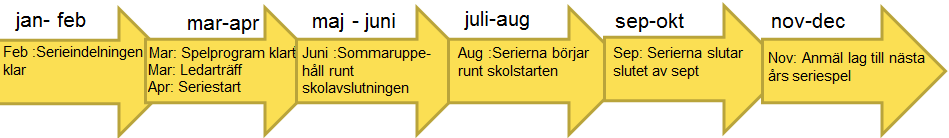 jan- feb
Feb :Serieindelningen
klar
mar-apr
Mar: Spelprogram klart
Mar: Ledarträff
Apr: Seriestart
maj - juni
Juni :Sommaruppe-
håll runt
skolavslutningen
juli-aug
Aug :Serierna börjar
runt skolstarten
sep-okt
Sep: Serierna slutar
slutet av sept
nov-dec
Nov: Anmäl lag till nästa
års seriespel